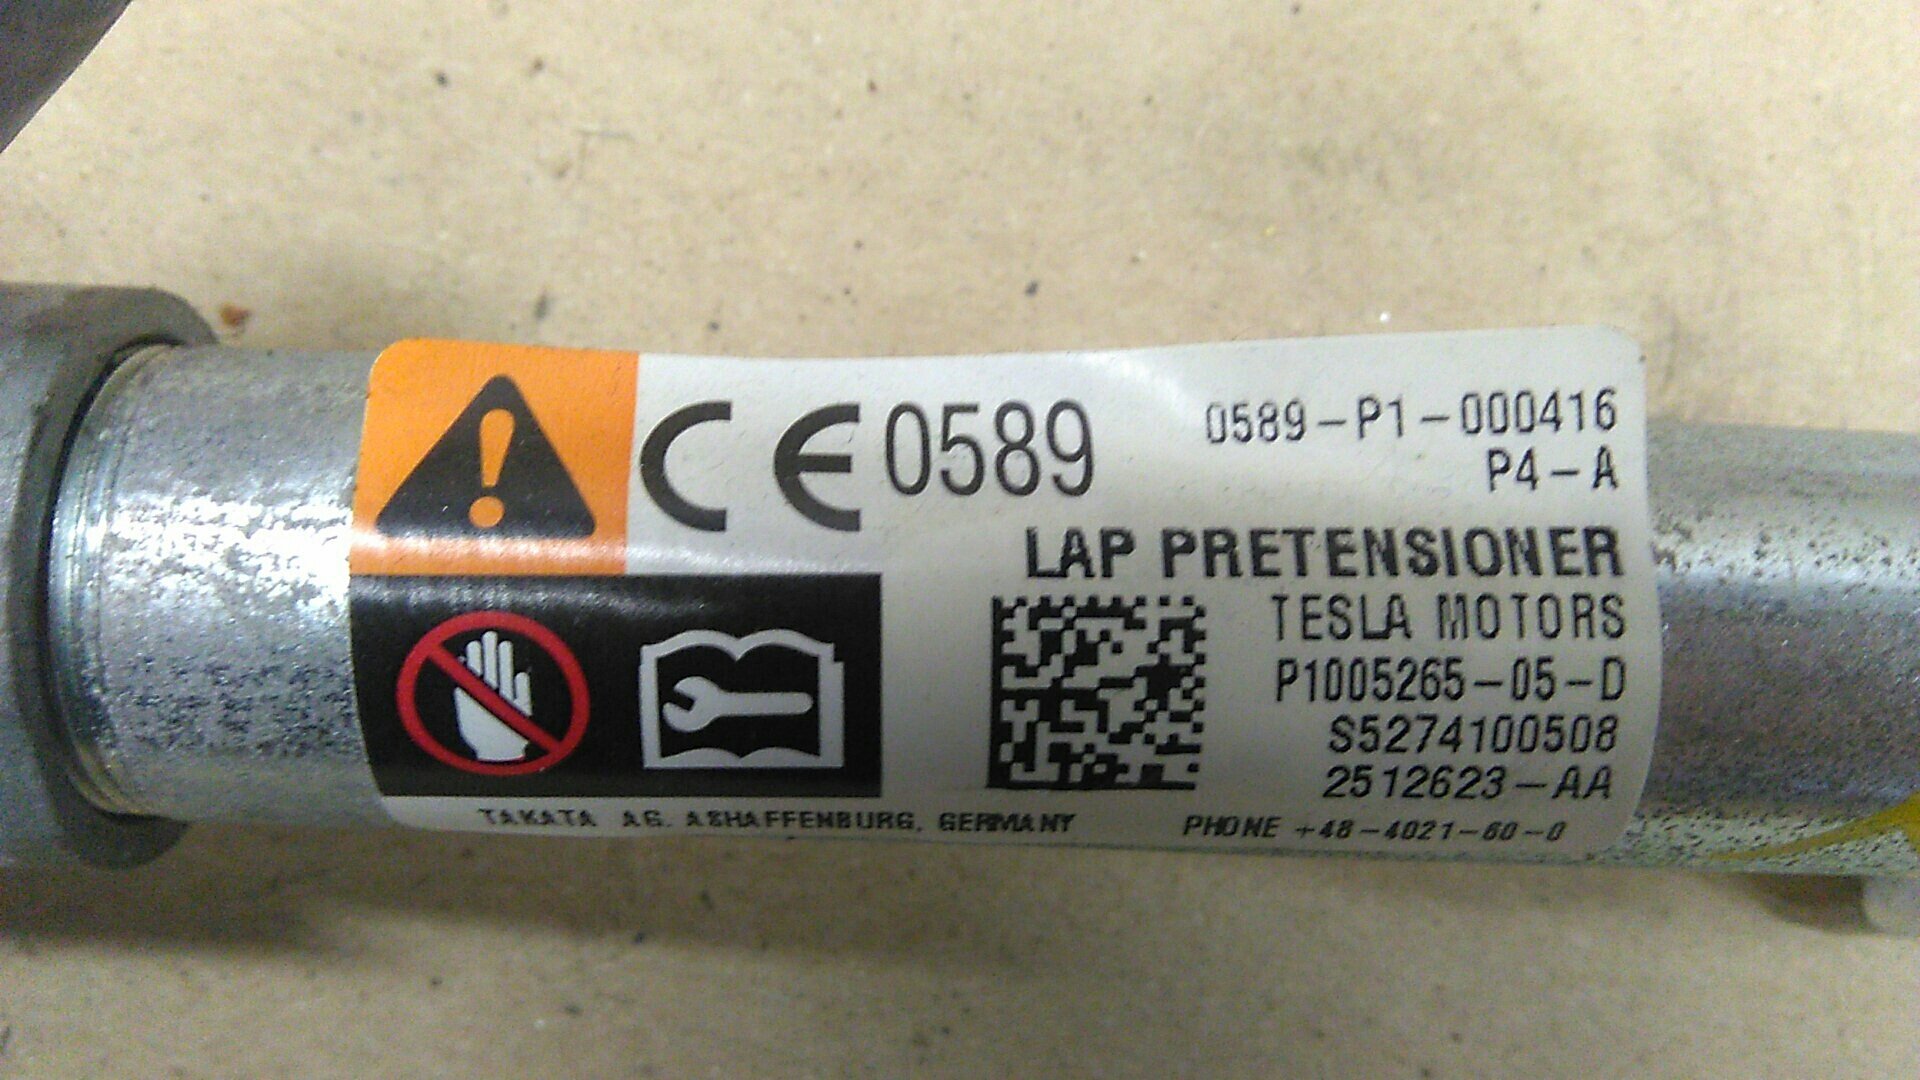 CE 0589
0589-P1-000416
P4-A
LAP PRETENSIONER
TESLA MOTORS
P1005265-05-D
S5274100508
2512623-AA
TAKATA AG. ASHAFFENBURG, GERMANY PHONE +48-4021-60-0